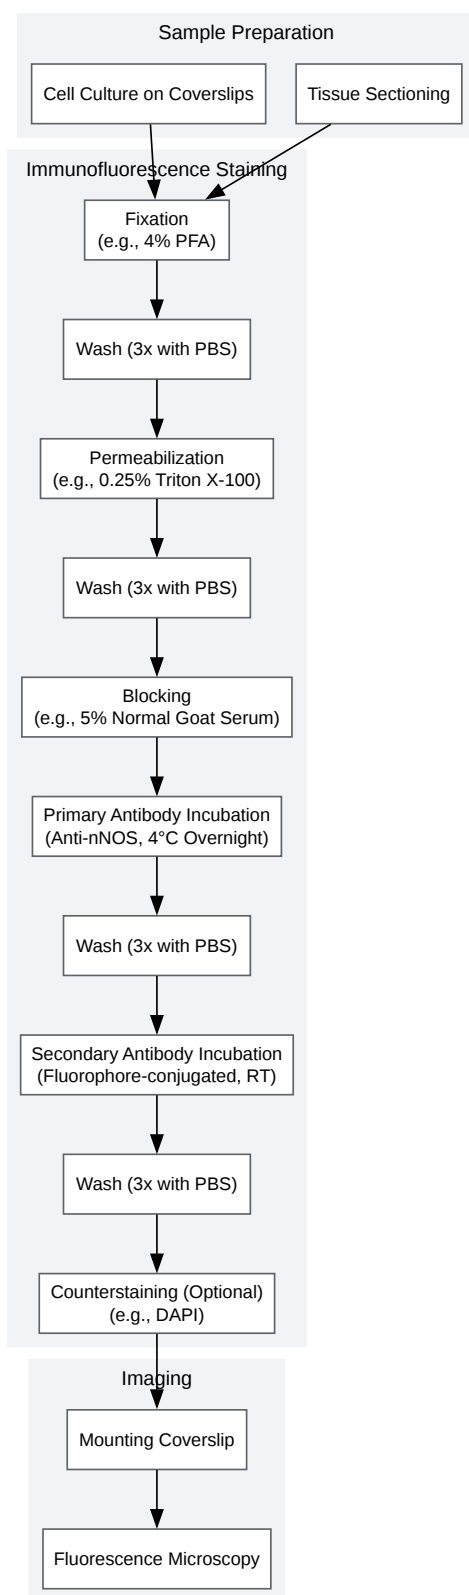 Sample Preparation
Cell Culture on Coverslips
Tissue Sectioning
Immunofluorescence Staining
Fixation
(e.g., 4% PFA)
Wash (3x with PBS)
Permeabilization
(e.g., 0.25% Triton X-100)
Wash (3x with PBS)
Blocking
(e.g., 5% Normal Goat Serum)
Primary Antibody Incubation
(Anti-nNOS, 4°C Overnight)
Wash (3x with PBS)
Secondary Antibody Incubation
(Fluorophore-conjugated, RT)
Wash (3x with PBS)
Counterstaining (Optional)
(e.g., DAPI)
Imaging
Mounting Coverslip
Fluorescence Microscopy